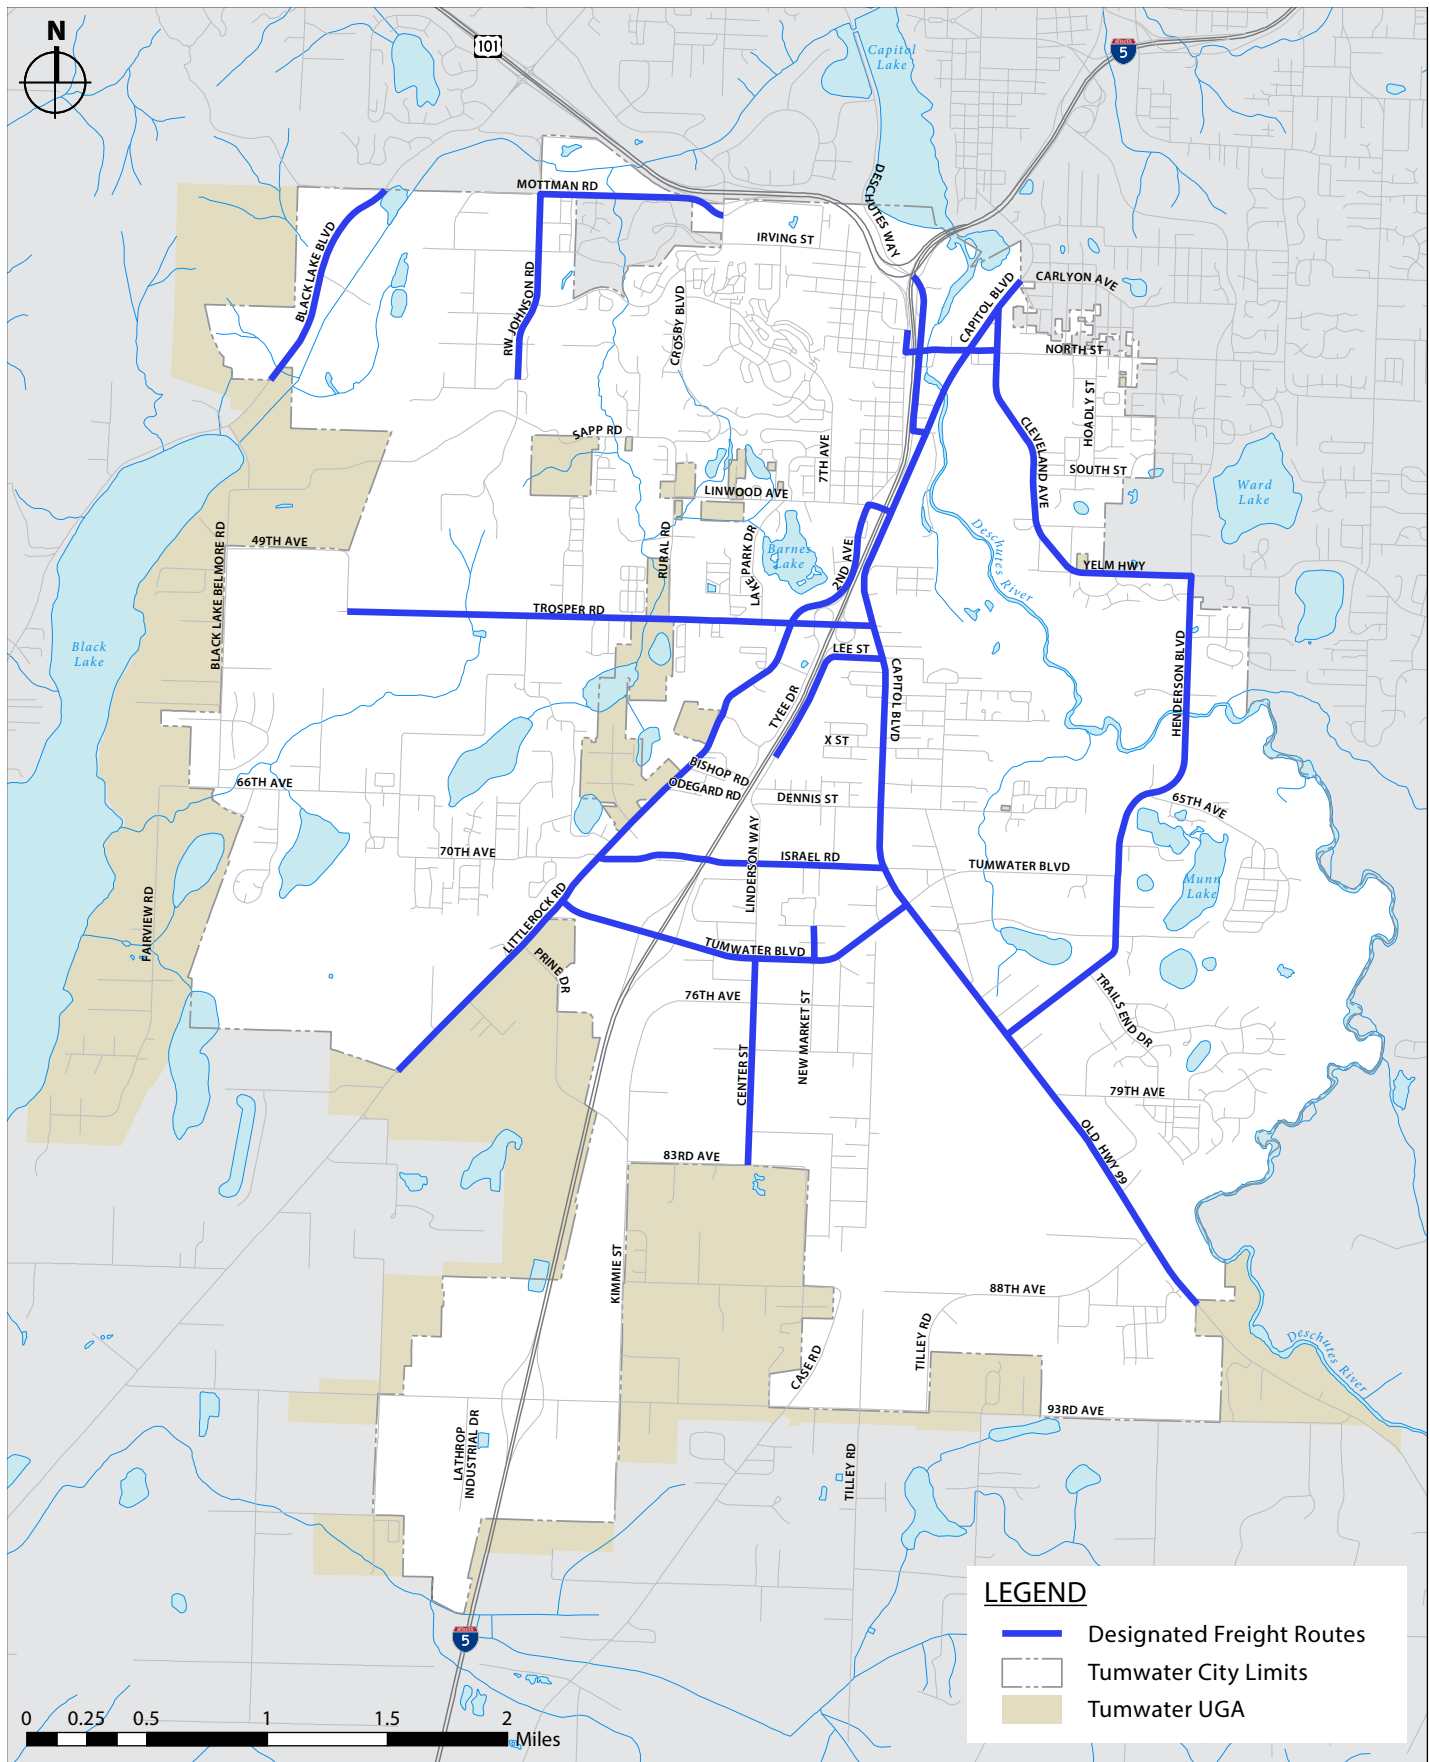 N
101
5
Capitol
Lake
DESCHUTES WAY
MOTTMAN RD
IRVING ST
BLACK LAKE BLVD
RW JOHNSON RD
CROSBY BLVD
CAPITOL BLVD
CARLYON AVE
NORTH ST
HOADLY ST
CLEVELAND AVE
SOUTH ST
SAPP RD
7TH AVE
LINWOOD AVE
Ward
Lake
Deschutes
River
49TH AVE
BLACK LAKE BELMORE RD
RURAL RD
LAKE PARK DR
Barnes
Lake
2ND AVE
YELM HWY
TROSPER RD
HENDERSON BLVD
Black
Lake
LEE ST
CAPITOL BLVD
TYEE DR
X ST
BISHOP RD
ODEGARD RD
66TH AVE
DENNIS ST
65TH AVE
70TH AVE
ISRAEL RD
LINDERSON WAY
TUMWATER BLVD
Munn
Lake
FAIRVIEW RD
LITTLEROCK RD
PRINE DR
TUMWATER BLVD
76TH AVE
NEW MARKET ST
CENTER ST
TRAILS END DR
79TH AVE
OLD HWY 99
83RD AVE
KIMMIE ST
88TH AVE
TILLEY RD
CASE RD
Deschutes River
93RD AVE
LATHROP
INDUSTRIAL DR
TILLEY RD
5
LEGEND
Designated Freight Routes
Tumwater City Limits
Tumwater UGA
0 0.25 0.5 1 1.5 2
Miles